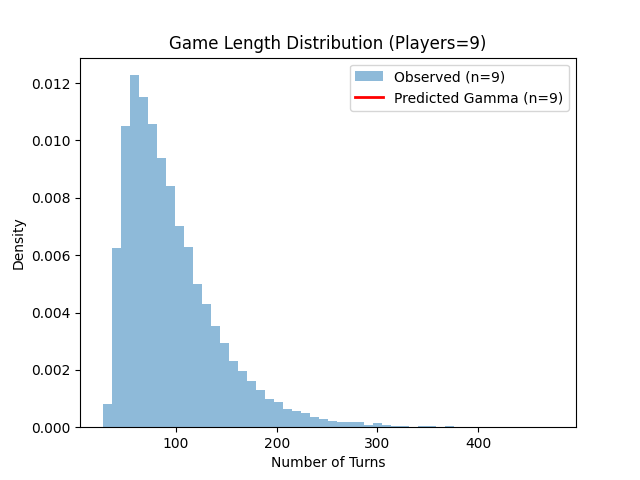 Game Length Distribution (Players=9)
Observed (n=9)
Predicted Gamma (n=9)
0.012
0.010
0.008
0.006
0.004
0.002
0.000
Density
100
200
300
400
Number of Turns